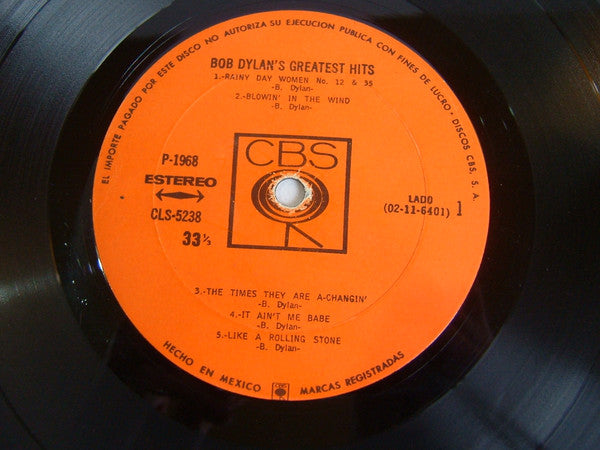 EL IMPORTE PAGADO POR ESTE DISCO NO AUTORIZA SU EJECUCION PUBLICA CON FINES DE LUCRO · DISCOS CBS, S. A.
BOB DYLAN'S GREATEST HITS
1.-RAINY DAY WOMEN No. 12 & 35
-B. Dylan-
2.-BLOWIN' IN THE WIND
-B. Dylan-
CBS
P-1968
ESTEREO
CLS-5238
33 ⅓
LADO
(02-11-6401) 1
3.-THE TIMES THEY ARE A-CHANGIN'
-B. Dylan-
4.-IT AIN'T ME BABE
-B. Dylan-
5.-LIKE A ROLLING STONE
-B. Dylan-
HECHO EN MEXICO
CBS
MARCAS REGISTRADAS